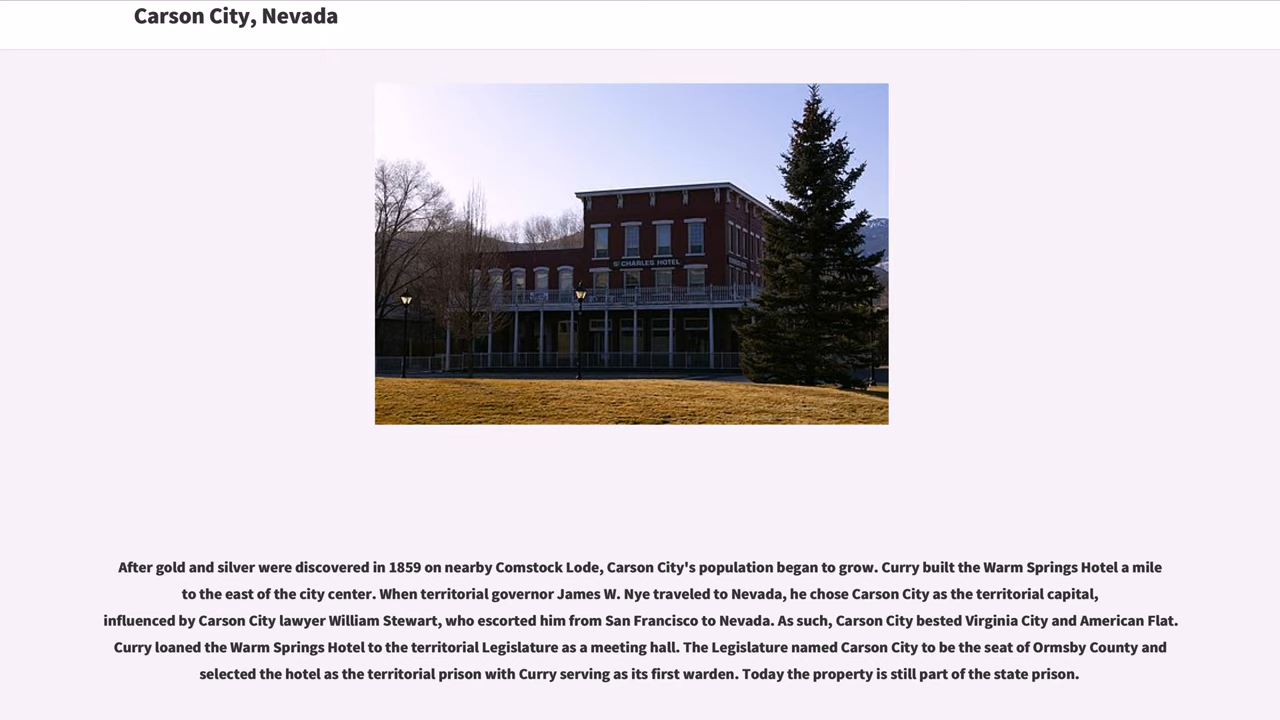 Carson City, Nevada
St CHARLES HOTEL
After gold and silver were discovered in 1859 on nearby Comstock Lode, Carson City's population began to grow. Curry built the Warm Springs Hotel a mile
to the east of the city center. When territorial governor James W. Nye traveled to Nevada, he chose Carson City as the territorial capital,
influenced by Carson City lawyer William Stewart, who escorted him from San Francisco to Nevada. As such, Carson City bested Virginia City and American Flat.
Curry loaned the Warm Springs Hotel to the territorial Legislature as a meeting hall. The Legislature named Carson City to be the seat of Ormsby County and
selected the hotel as the territorial prison with Curry serving as its first warden. Today the property is still part of the state prison.